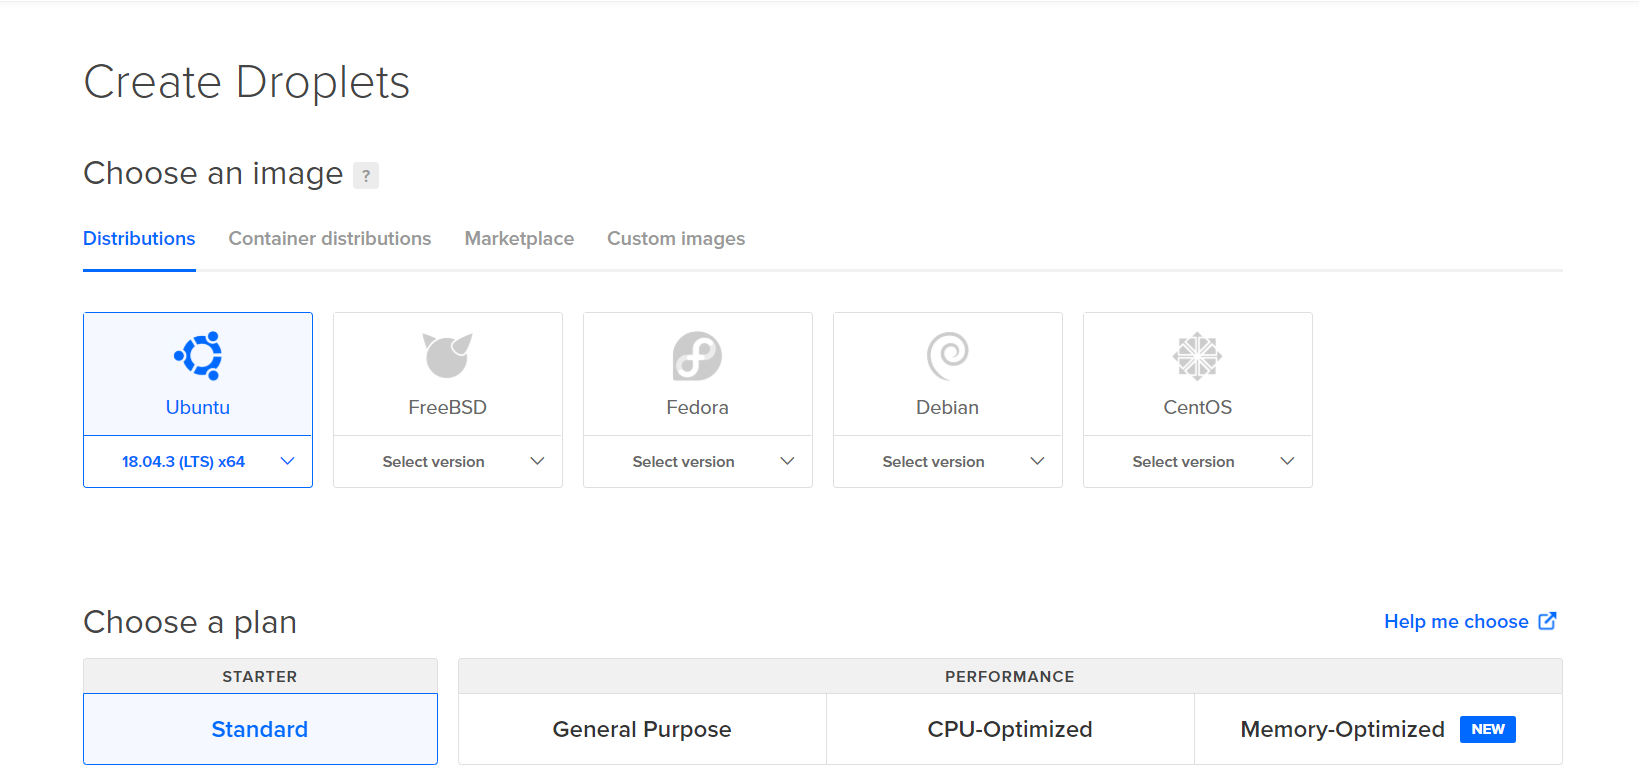 Create Droplets
Choose an image ?
Distributions Container distributions Marketplace Custom images
Ubuntu FreeBSD Fedora Debian CentOS
18.04.3 (LTS) x64 Select version Select version Select version Select version
Choose a plan Help me choose
STARTER PERFORMANCE
Standard General Purpose CPU-Optimized Memory-Optimized NEW